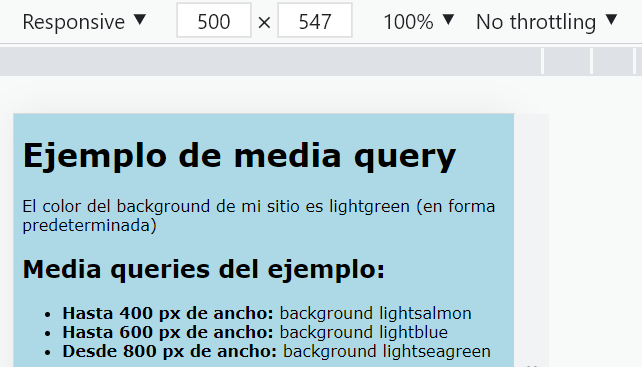 Responsive ▼ 500 × 547 100% ▼ No throttling ▼
Ejemplo de media query
El color del background de mi sitio es lightgreen (en forma
predeterminada)
Media queries del ejemplo:
• Hasta 400 px de ancho: background lightsalmon
• Hasta 600 px de ancho: background lightblue
• Desde 800 px de ancho: background lightseagreen